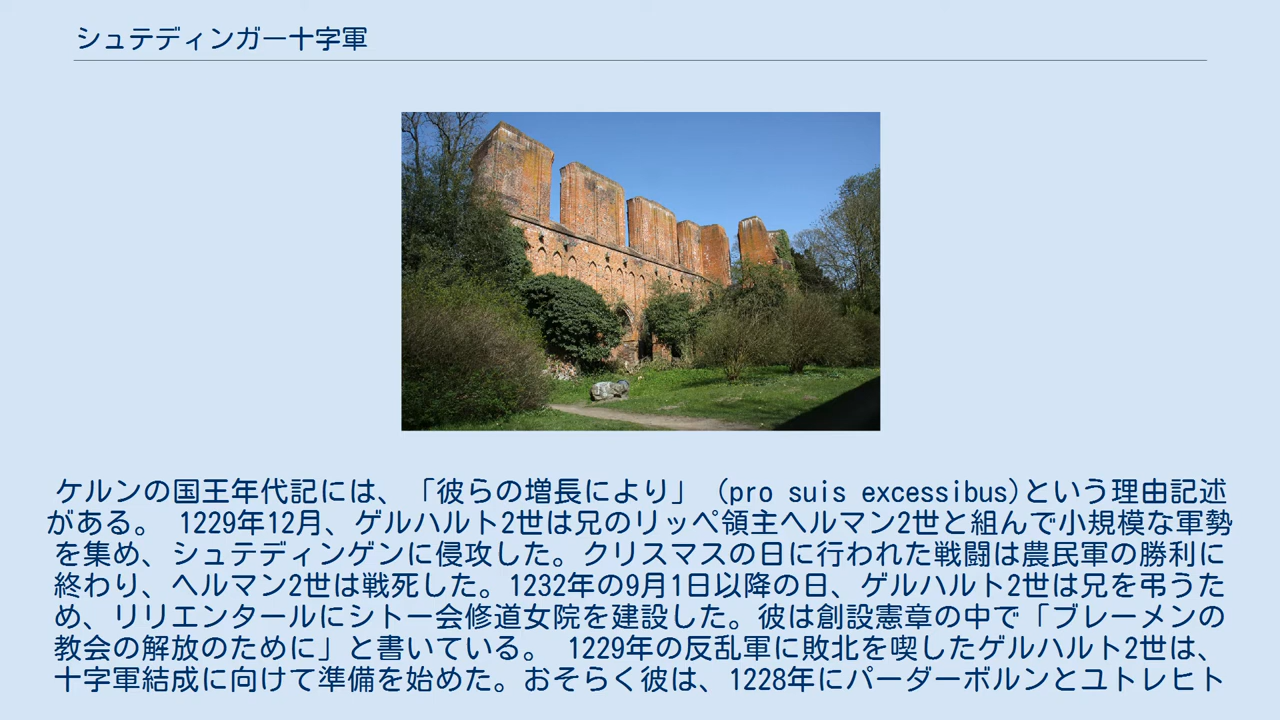 シュテディンガー十字軍
ケルンの国王年代記には、「彼らの増長により」（pro suis excessibus)という理由記述
がある。 1229年12月、ゲルハルト2世は兄のリッペ領主ヘルマン2世と組んで小規模な軍勢
を集め、シュテディンゲンに侵攻した。クリスマスの日に行われた戦闘は農民軍の勝利に
終わり、ヘルマン2世は戦死した。1232年の9月1日以降の日、ゲルハルト2世は兄を弔うた
め、リリエンタールにシトー会修道女院を建設した。彼は創設憲章の中で「ブレーメンの
教会の解放のために」と書いている。 1229年の反乱軍に敗北を喫したゲルハルト2世は、
十字軍結成に向けて準備を始めた。おそらく彼は、1228年にパーダーボルンとユトレヒト